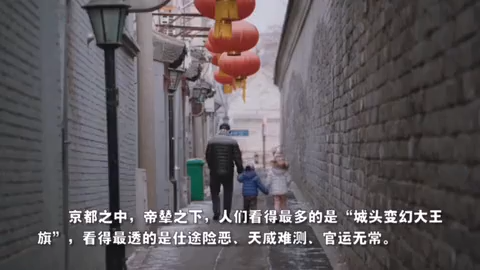 京都之中，帝辇之下，人们看得最多的是“城头变幻大王
旗”，看得最透的是仕途险恶、天威难测、官运无常。